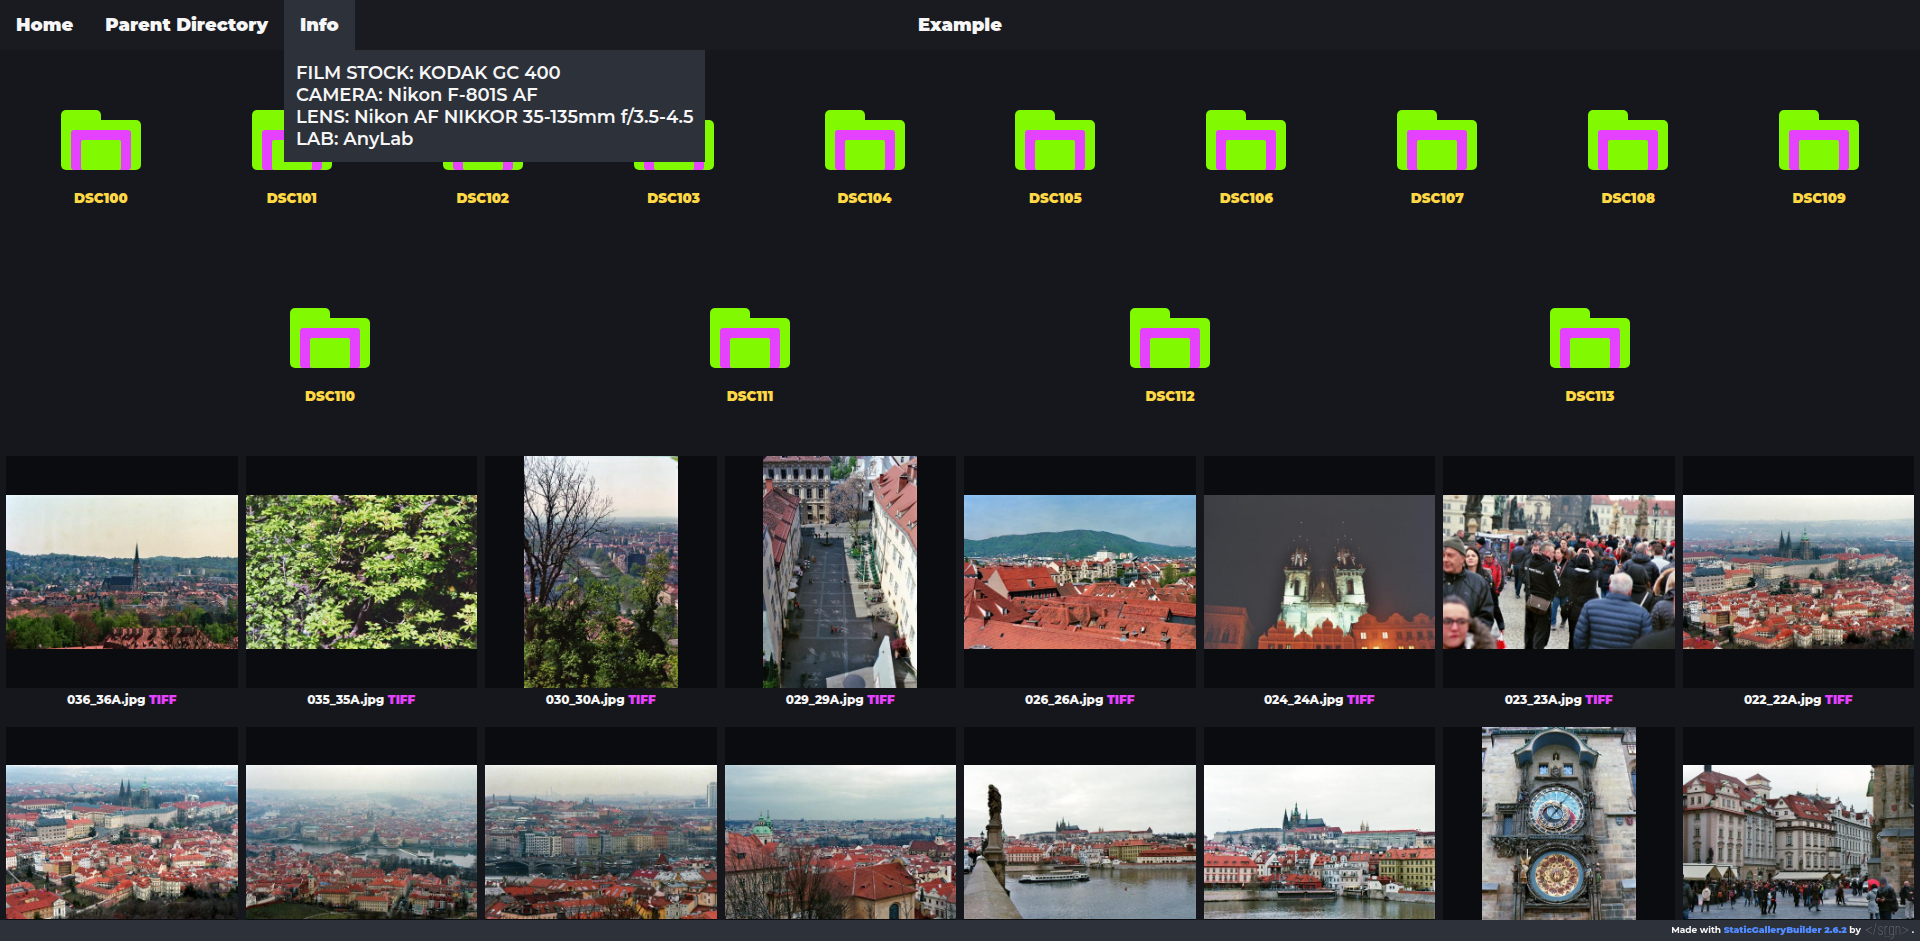 Home Parent Directory Info Example
FILM STOCK: KODAK GC 400
CAMERA: Nikon F-801S AF
LENS: Nikon AF NIKKOR 35-135mm f/3.5-4.5
LAB: AnyLab
DSC100 DSC101 DSC102 DSC103 DSC104 DSC105 DSC106 DSC107 DSC108 DSC109
DSC110 DSC111 DSC112 DSC113
036_36A.jpg TIFF 035_35A.jpg TIFF 030_30A.jpg TIFF 029_29A.jpg TIFF 026_26A.jpg TIFF 024_24A.jpg TIFF 023_23A.jpg TIFF 022_22A.jpg TIFF
Made with StaticGalleryBuilder 2.6.2 by </srgn>.